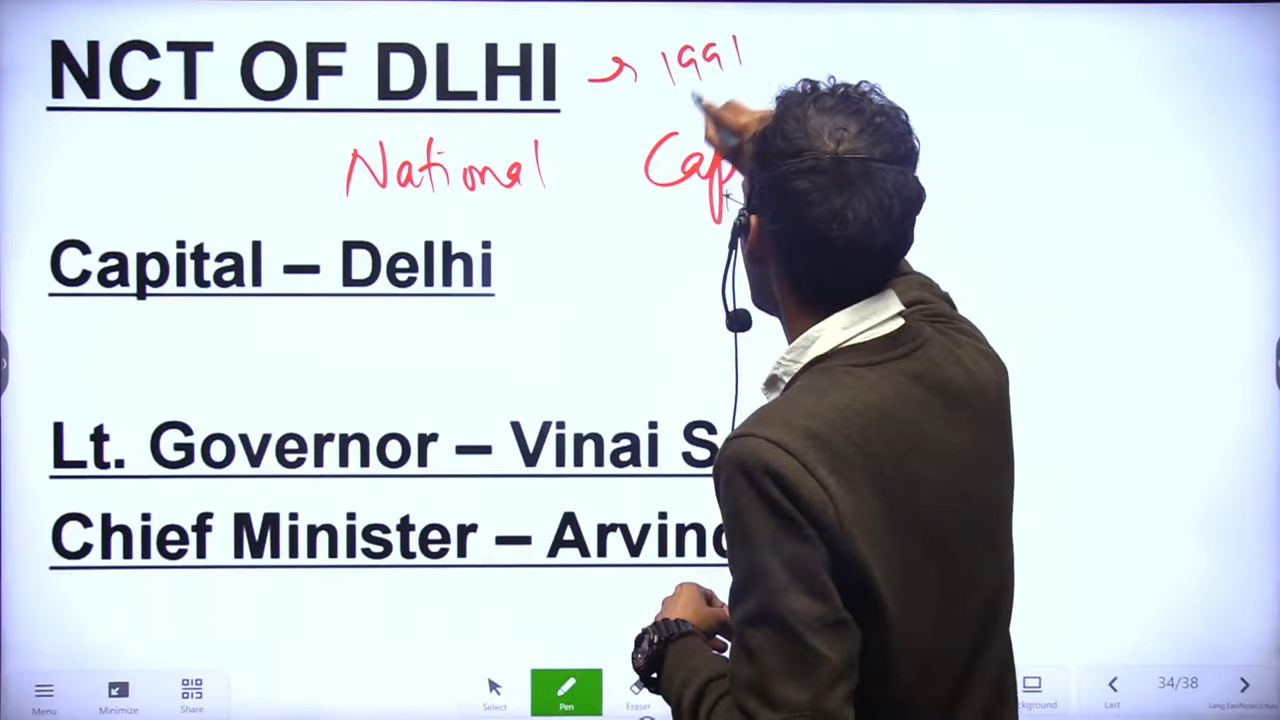 NCT OF DLHI → 1991
National Cap
Capital – Delhi
Lt. Governor – Vinai S
Chief Minister – Arvind
Menu
Minimize
Share
Select
Pen
Eraser
34/38
Last